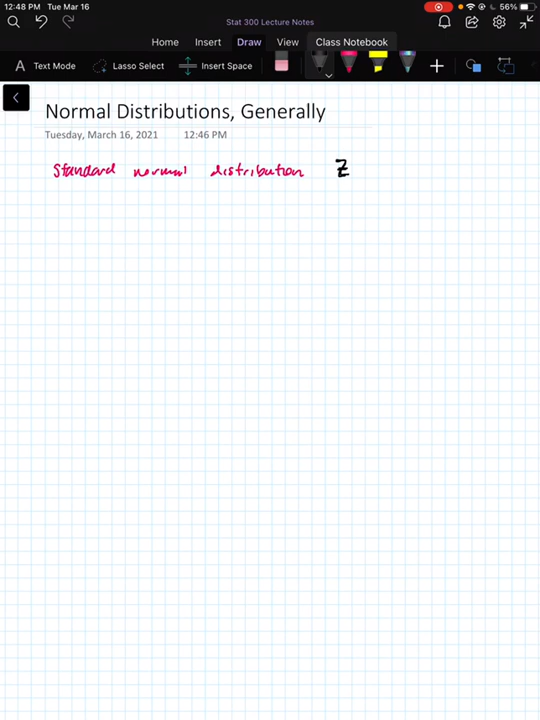 12:48 PM Tue Mar 16 56%
Stat 300 Lecture Notes
Home Insert Draw View Class Notebook
A Text Mode Lasso Select Insert Space
Normal Distributions, Generally
Tuesday, March 16, 2021 12:46 PM
Standard normal distribution Z